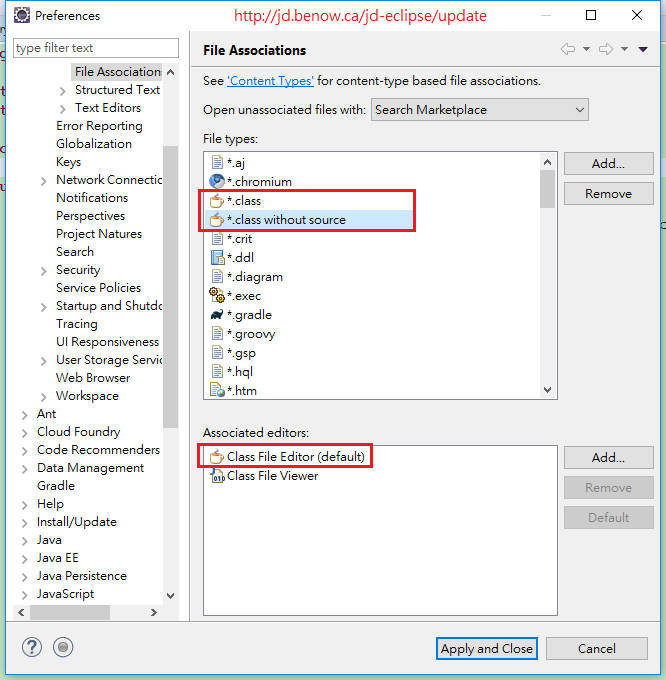 Preferences
http://jd.benow.ca/jd-eclipse/update
type filter text
File Associations
Structured Text
Text Editors
Error Reporting
Globalization
Keys
Network Connectio
Notifications
Perspectives
Project Natures
Search
Security
Service Policies
Startup and Shutdo
Tracing
UI Responsiveness
User Storage Servic
Web Browser
Workspace
Ant
Cloud Foundry
Code Recommenders
Data Management
Gradle
Help
Install/Update
Java
Java EE
Java Persistence
JavaScript
File Associations
See 'Content Types' for content-type based file associations.
Open unassociated files with: Search Marketplace
File types:
*.aj
*.chromium
*.class
*.class without source
*.crit
*.ddl
*.diagram
*.exec
*.gradle
*.groovy
*.gsp
*.hql
*.htm
Add...
Remove
Associated editors:
Class File Editor (default)
Class File Viewer
Add...
Remove
Default
Apply and Close
Cancel